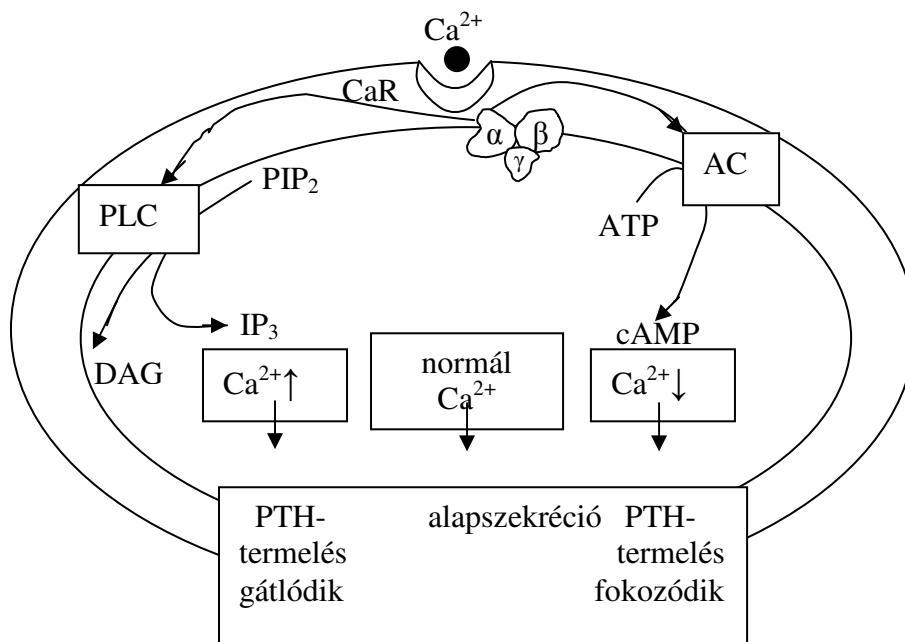 Ca²⁺
CaR
α
β
γ
AC
PIP₂
PLC
ATP
IP₃
cAMP
DAG
Ca²⁺↑
normál
Ca²⁺
Ca²⁺↓
PTH-
termelés
gátlódik
alapszekréció
PTH-
termelés
fokozódik